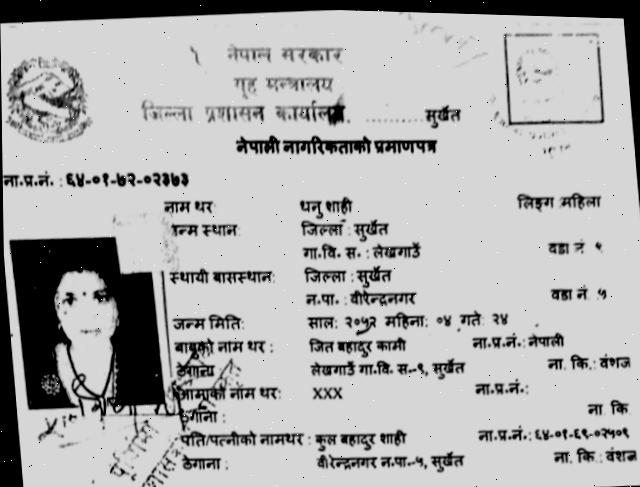 नेपाल सरकार
गृह मन्त्रालय
जिल्ला प्रशासन कार्यालय ............ सुर्खेत
नेपाली नागरिकताको प्रमाणपत्र
ना.प्र.नं. : ६४-०१-७२-०२३७३
नाम थर: धनु शाही लिङ्ग महिला
जन्म स्थान: जिल्ला : सुर्खेत
गा.वि. स. : लेखगाउँ वडा नं ९
स्थायी बासस्थान: जिल्ला : सुर्खेत
न.पा. : वीरेन्द्रनगर वडा नं ५
जन्म मिति: साल: २०५२ महिना: ०४ गते: २४
बाबुको नाम थर : जित बहादुर कामी ना.प्र.नं.: नेपाली
ठेगाना लेखगाउँ गा.वि. स.-९, सुर्खेत ना. कि.: वंशज
आमाको नाम थर: XXX ना.प्र.नं.:
ठेगाना : ना. कि
पति/पत्नीको नामथर : कुल बहादुर शाही ना.प्र.नं.: ६४-०१-६९-०२५०९
ठेगाना : वीरेन्द्रनगर न.पा.-५, सुर्खेत ना. कि.: वंशज